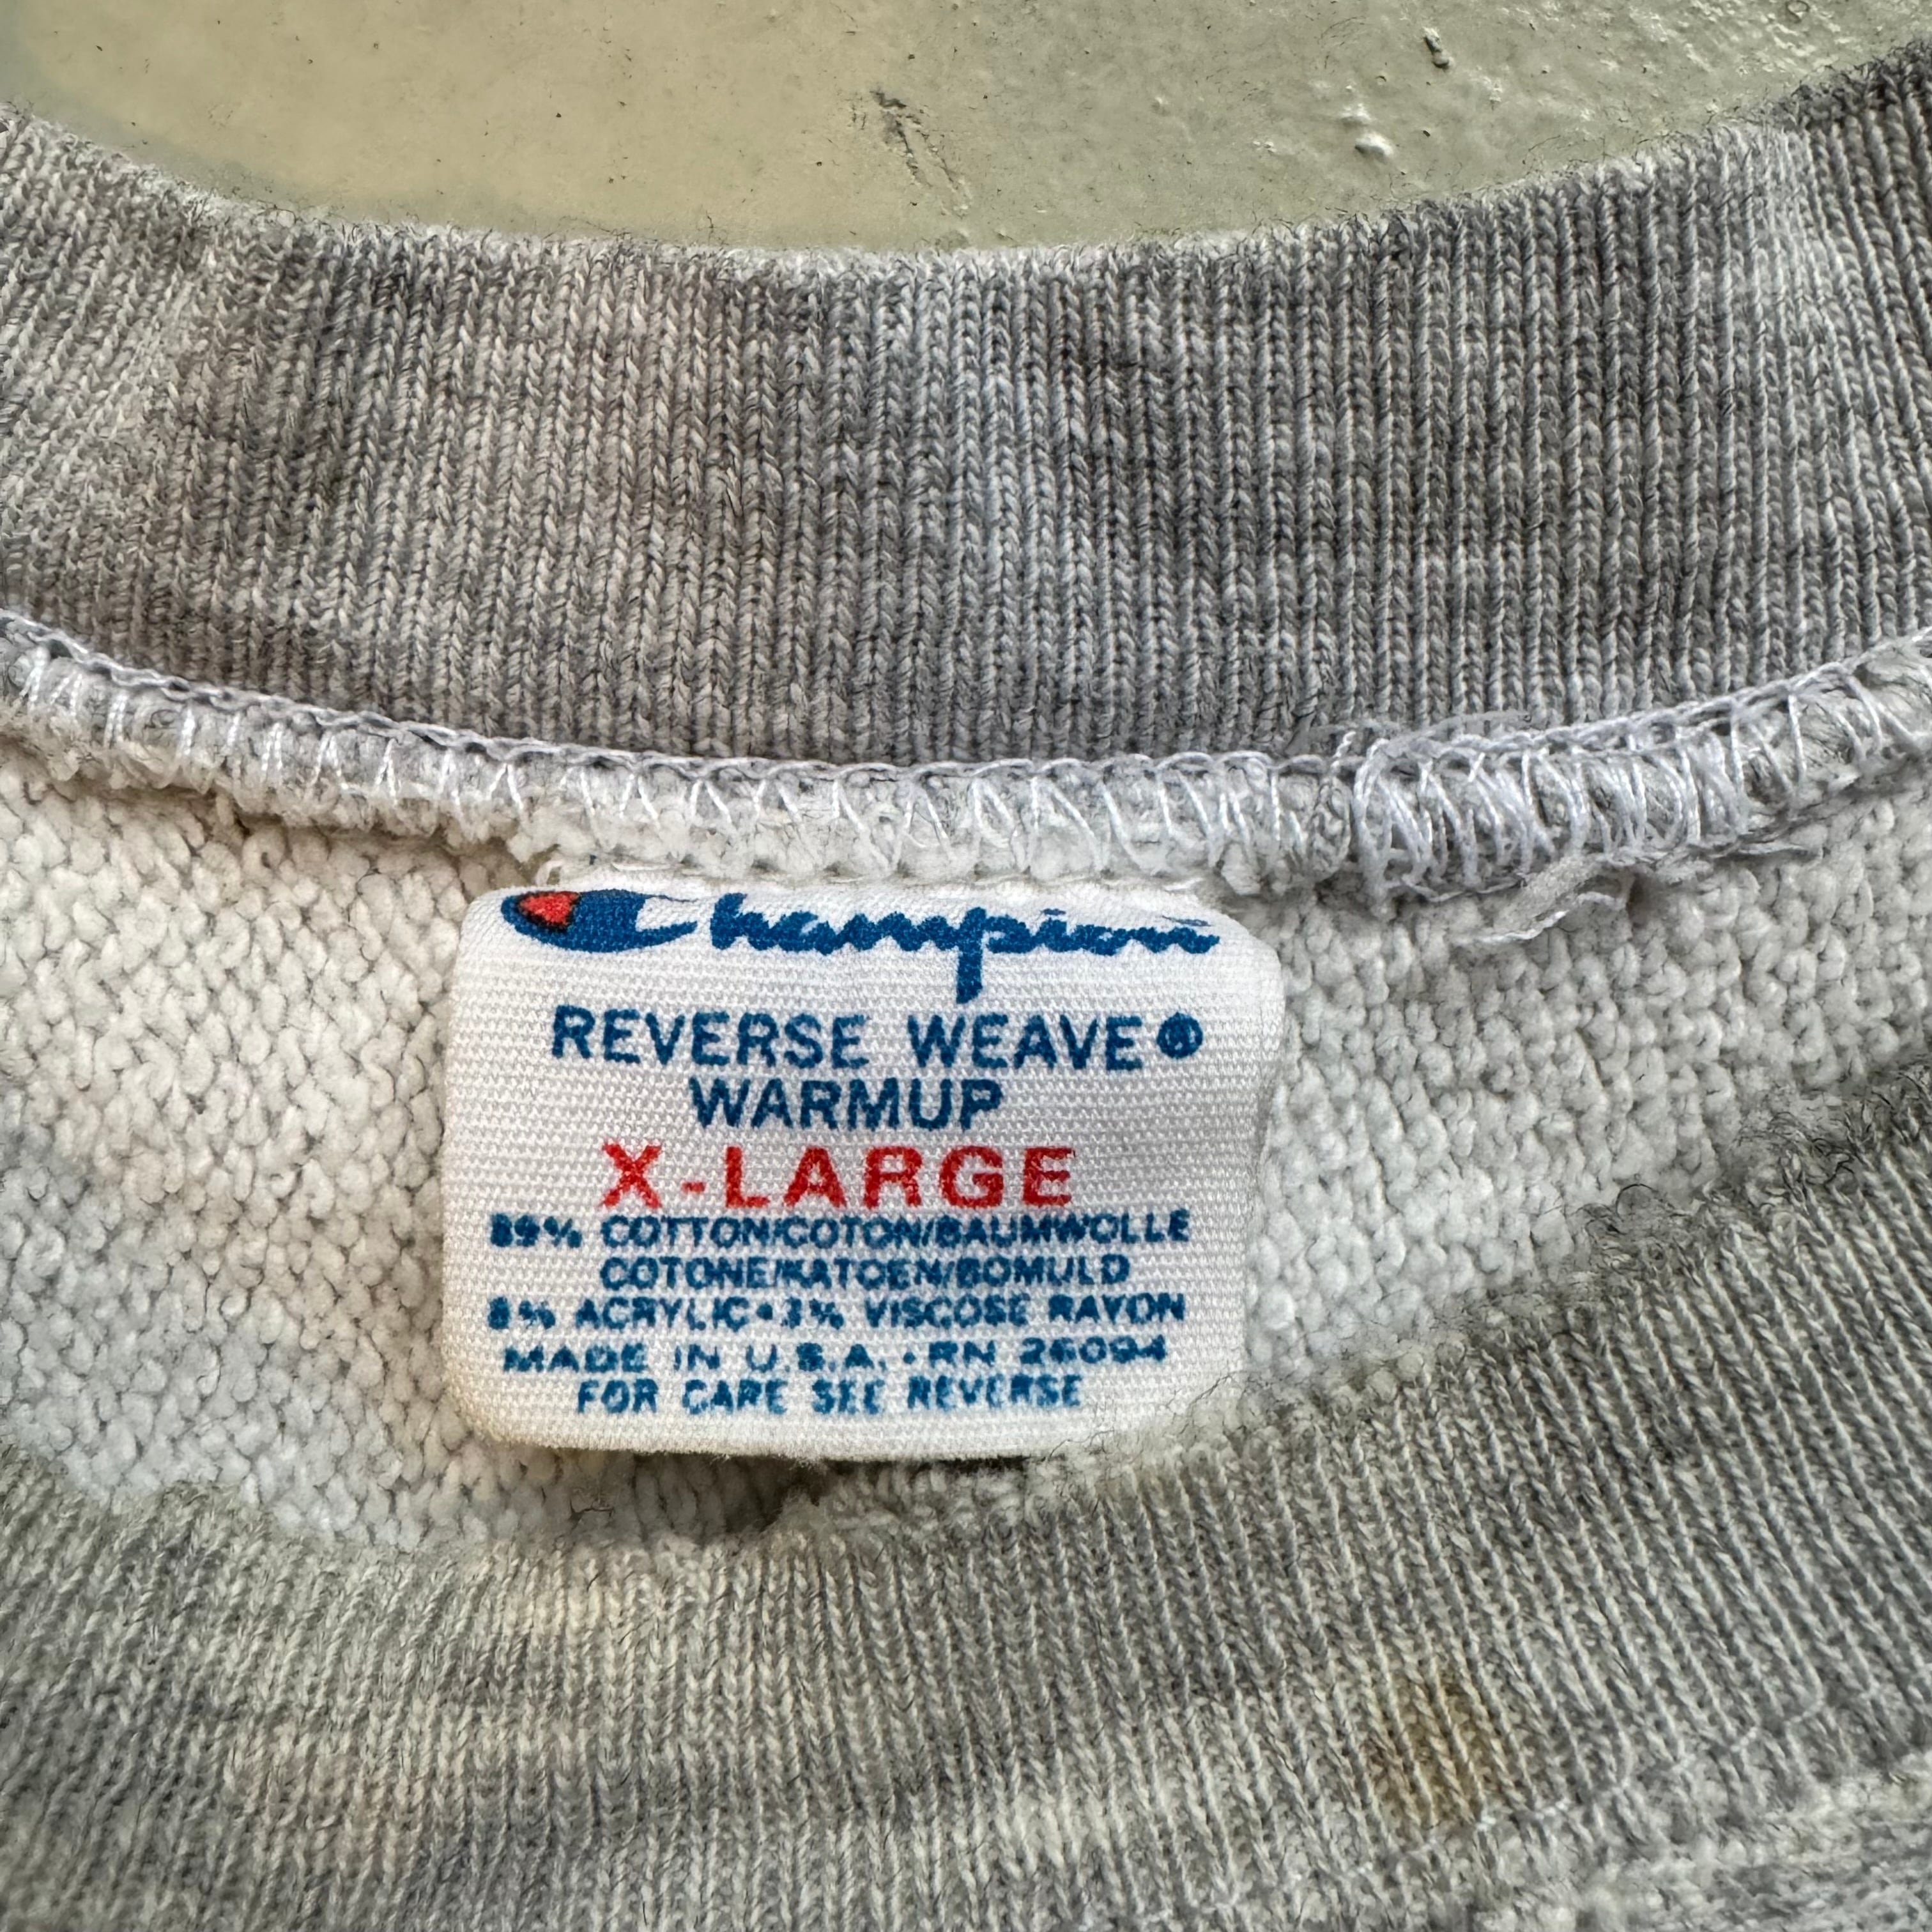 Champion
REVERSE WEAVE®
WARMUP
X-LARGE
89% COTTON/COTON/BAUMWOLLE
COTONE/KATOEN/BOMULD
8% ACRYLIC•3% VISCOSE RAYON
MADE IN U.S.A. • RN 26094
FOR CARE SEE REVERSE